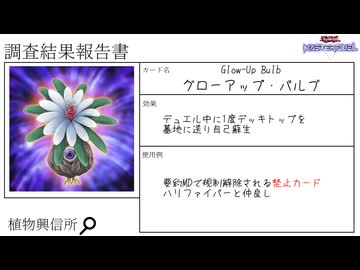 調査結果報告書
Yu-Gi-Oh!
MASTER DUEL
カード名
Glow-Up Bulb
グローアップ・バルブ
効果
デュエル中に1度デッキトップを
墓地に送り自己蘇生
使用例
要約MDで規制解除される禁止カード
ハリファイバーと仲良し
植物興信所